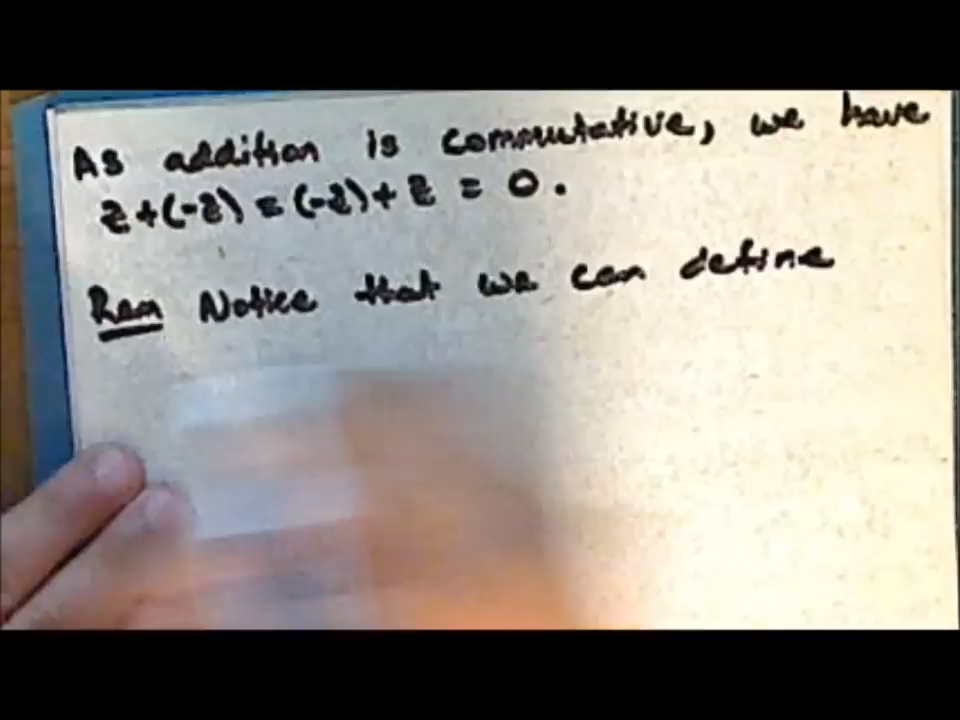 As addition is commutative, we have
z+(-z) = (-z)+ z = 0.
Rem Notice that we can define